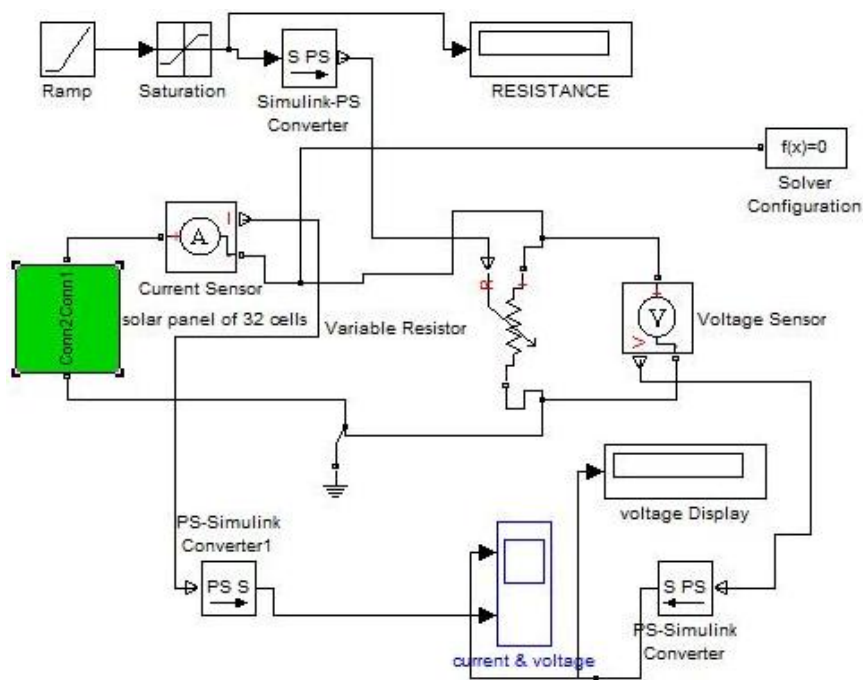 Ramp
Saturation
S PS
Simulink-PS
Converter
RESISTANCE
f(x)=0
Solver
Configuration
+
A
I
Current Sensor
Conn2Conn1
solar panel of 32 cells
Variable Resistor
R
+
+
V
V
Voltage Sensor
voltage Display
PS-Simulink
Converter1
PS S
current & voltage
S PS
PS-Simulink
Converter